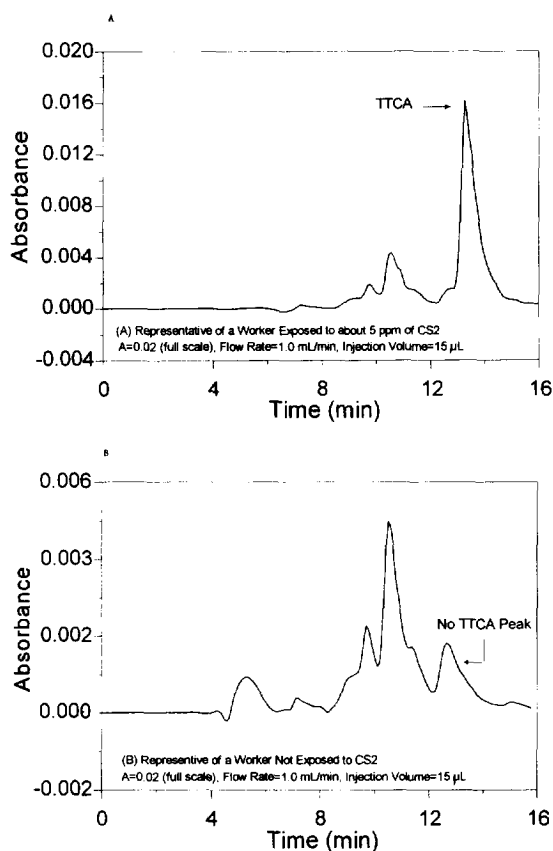 A
0.020
0.016
TTCA
0.012
0.008
0.004
0.000
-0.004
Absorbance
(A) Representative of a Worker Exposed to about 5 ppm of CS2
A=0.02 (full scale), Flow Rate=1.0 mL/min, Injection Volume=15 µL
0 4 8 12 16
Time (min)
B
0.006
0.003
0.002
0.000
-0.002
Absorbance
No TTCA Peak
(B) Representive of a Worker Not Exposed to CS2
A=0.02 (full scale), Flow Rate=1.0 mL/min, Injection Volume=15 µL
0 4 8 12 16
Time (min)